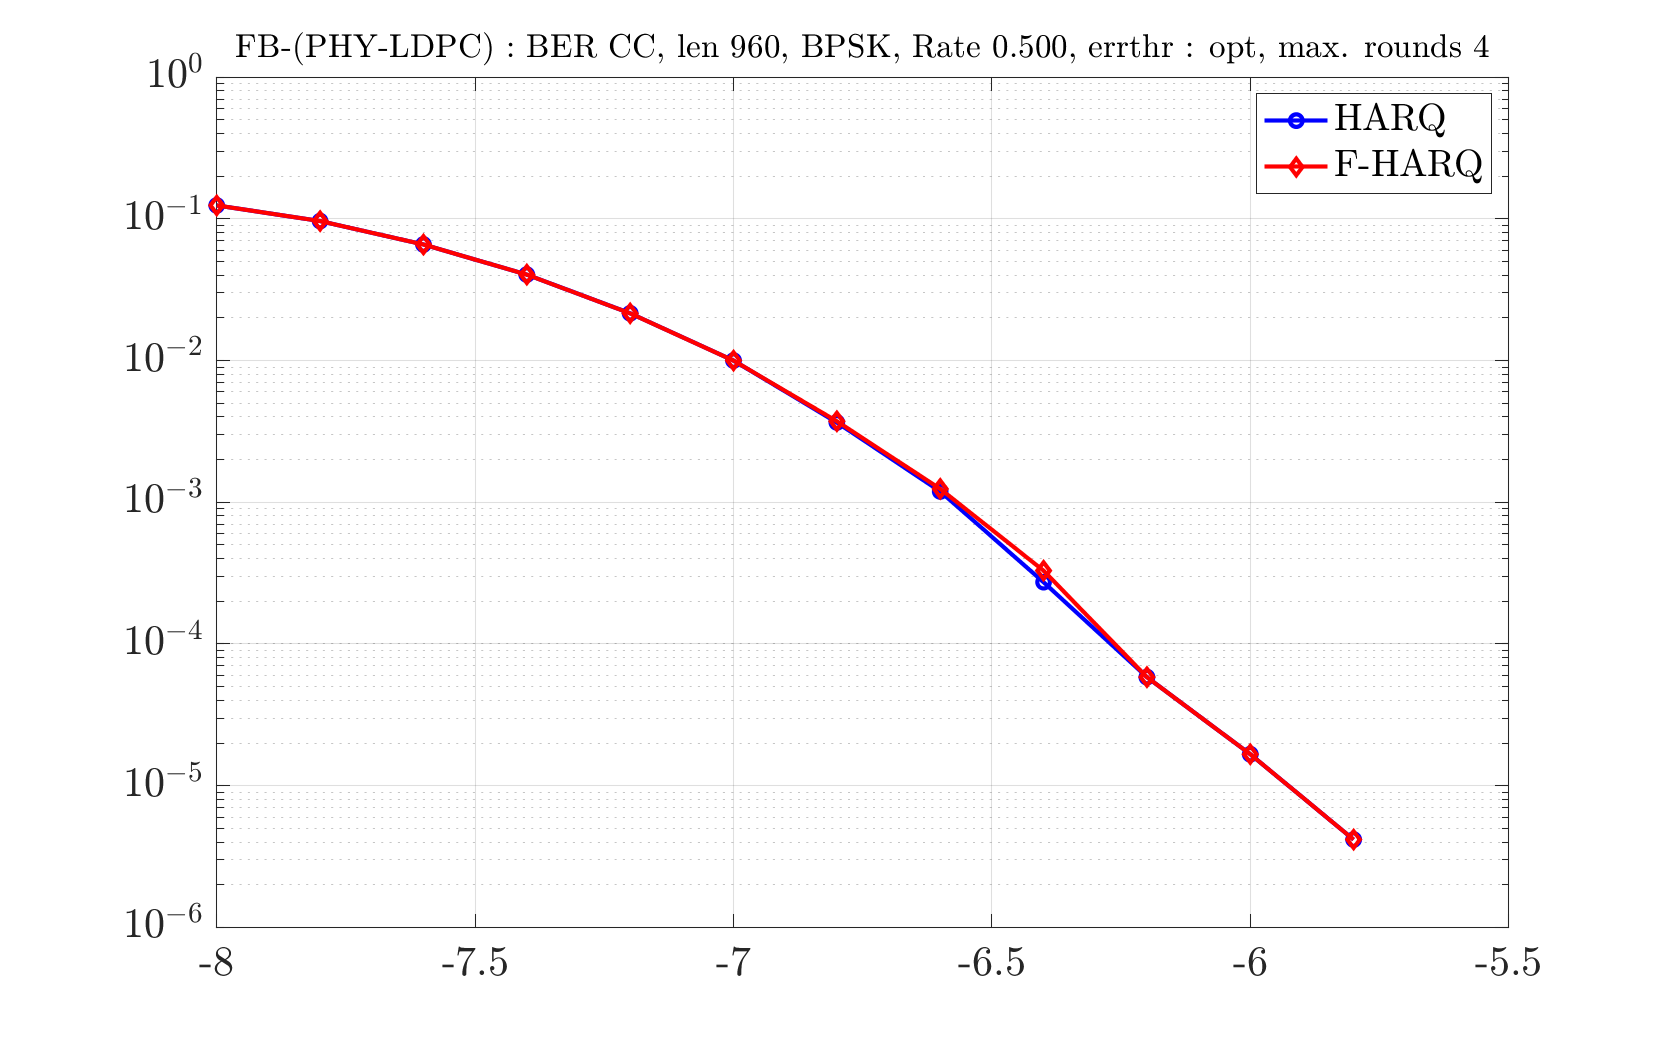 FB-(PHY-LDPC) : BER CC, len 960, BPSK, Rate 0.500, errthr : opt, max. rounds 4
HARQ
F-HARQ
10^0
10^{-1}
10^{-2}
10^{-3}
10^{-4}
10^{-5}
10^{-6}
-8 -7.5 -7 -6.5 -6 -5.5